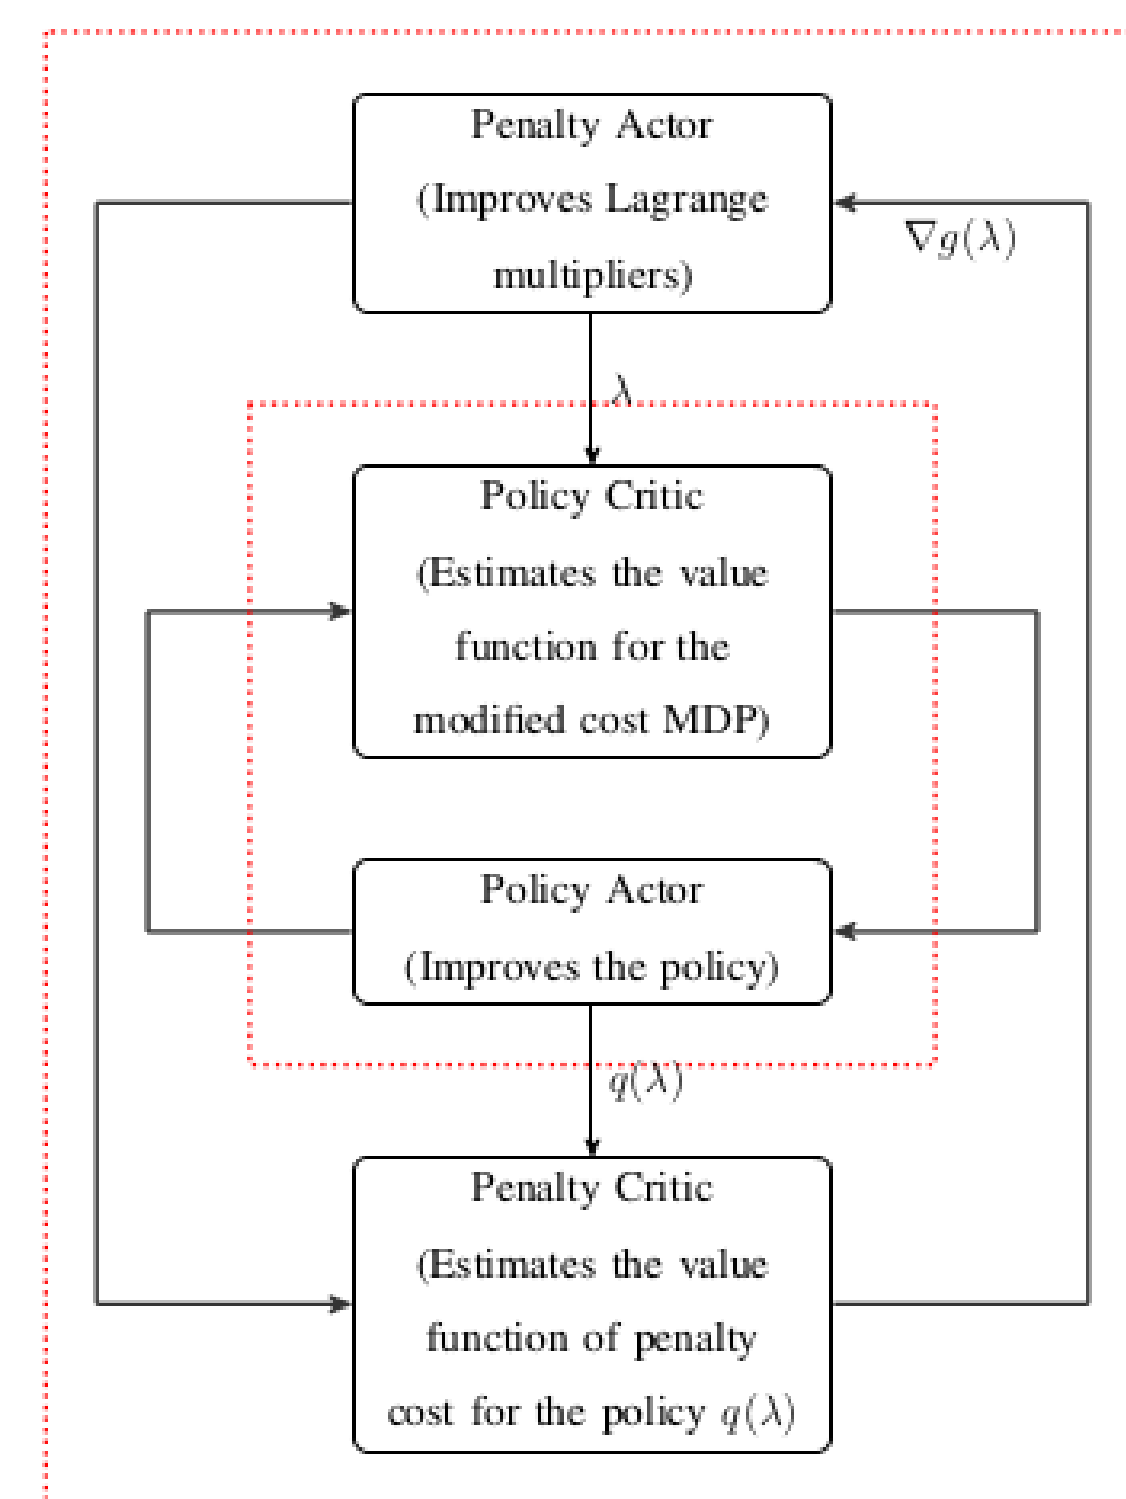 Penalty Actor
(Improves Lagrange
multipliers)
∇g(λ)
λ
Policy Critic
(Estimates the value
function for the
modified cost MDP)
Policy Actor
(Improves the policy)
q(λ)
Penalty Critic
(Estimates the value
function of penalty
cost for the policy q(λ)